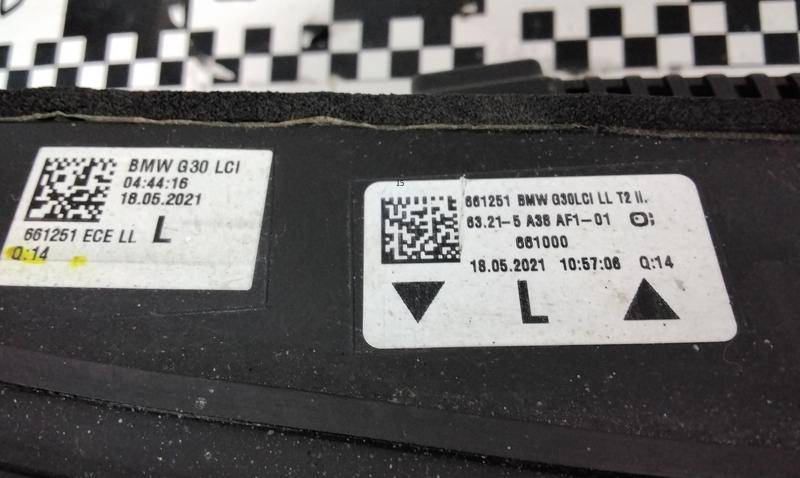 BMW G30 LCI
04:44:16
18.05.2021
661251 ECE LL L
Q:14
15
661251 BMW G30LCI LL T2 II.
63.21-5 A38 AF1-01
661000
18.05.2021 10:57:06 Q:14
L